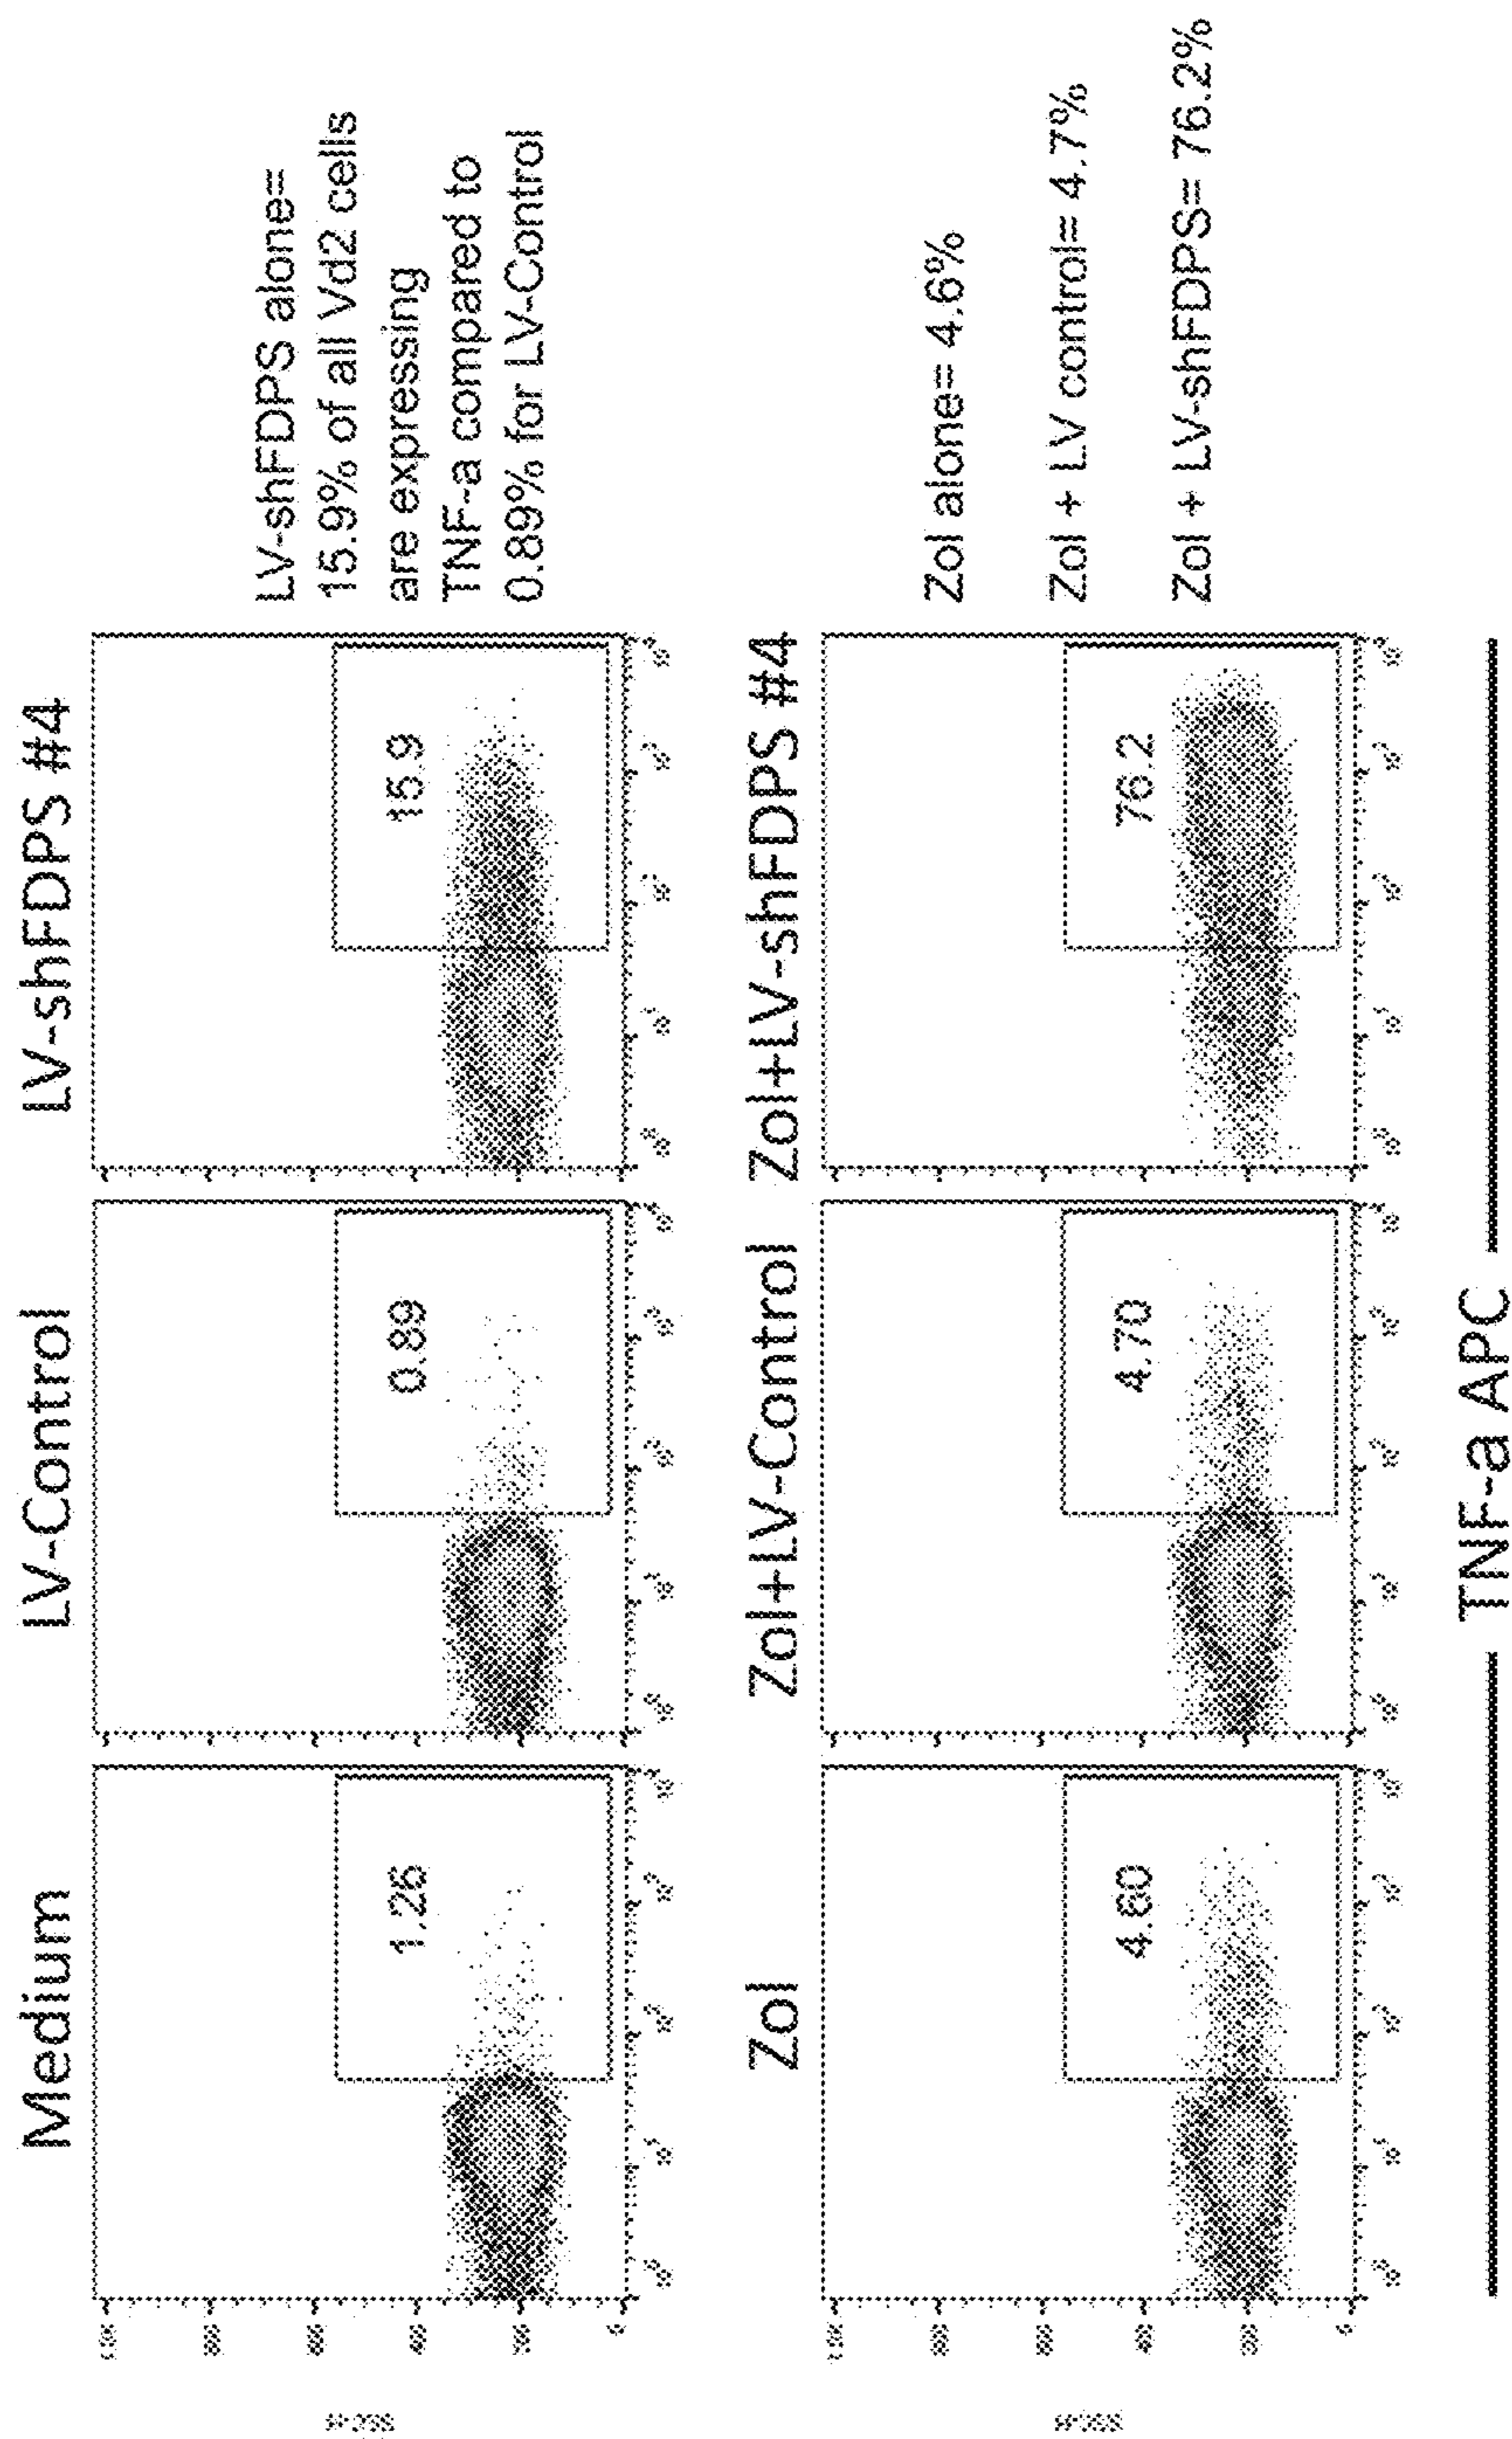 Medium
LV-Control
LV-shFDPS #4
1.26
0.89
15.9
LV-shFDPS alone=
15.9% of all Vd2 cells
are expressing
TNF-a compared to
0.89% for LV-Control
Zol
Zol+LV-Control
Zol+LV-shFDPS #4
4.60
4.70
76.2
Zol alone= 4.6%
Zol + LV control= 4.7%
Zol + LV-shFDPS= 76.2%
TNF-a APC